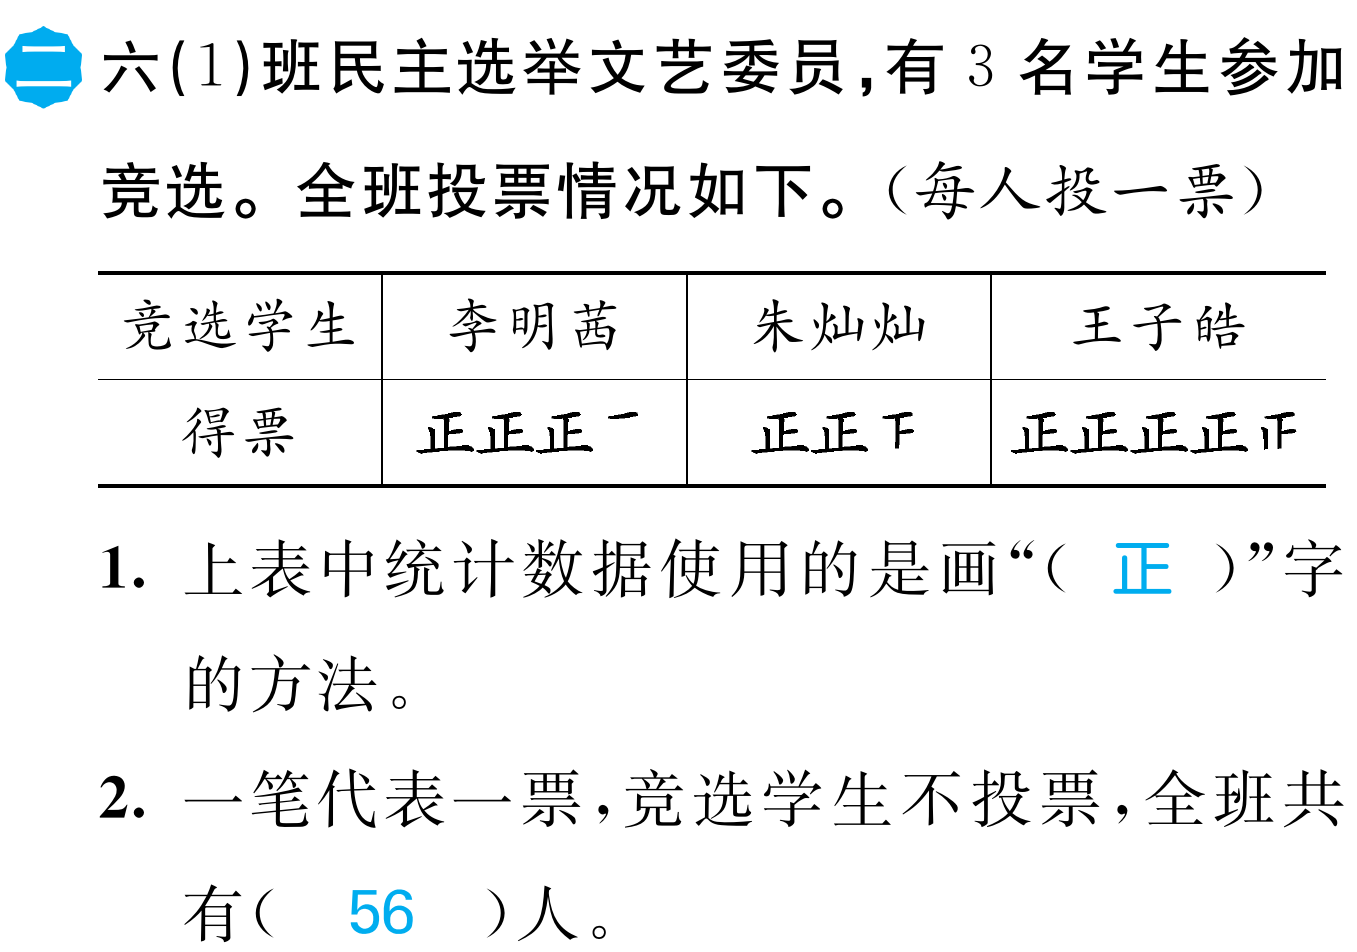 二 六(1)班民主选举文艺委员,有 3 名学生参加
竞选。全班投票情况如下。(每人投一票)
竞选学生 李明茜 朱灿灿 王子皓
得票 正正正一 正正下 正正正正正
1. 上表中统计数据使用的是画“( 正 )”字
的方法。
2. 一笔代表一票,竞选学生不投票,全班共
有( 56 )人。